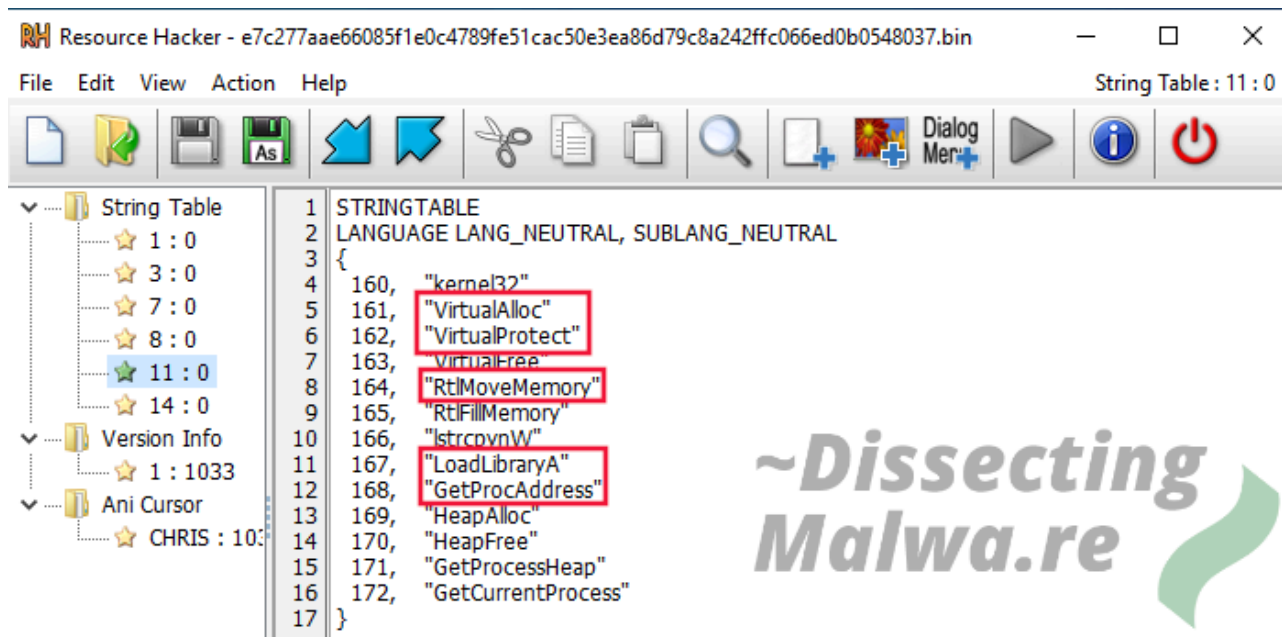 Resource Hacker - e7c277aae66085f1e0c4789fe51cac50e3ea86d79c8a242ffc066ed0b0548037.bin
File Edit View Action Help String Table : 11 : 0
As Dialog
String Table
1 : 0
3 : 0
7 : 0
8 : 0
11 : 0
14 : 0
Version Info
1 : 1033
Ani Cursor
CHRIS : 103
1 STRINGTABLE
2 LANGUAGE LANG_NEUTRAL, SUBLANG_NEUTRAL
3 {
4 160, "kernel32"
5 161, "VirtualAlloc"
6 162, "VirtualProtect"
7 163, "VirtualFree"
8 164, "RtlMoveMemory"
9 165, "RtlFillMemory"
10 166, "lstrcpynW"
11 167, "LoadLibraryA"
12 168, "GetProcAddress"
13 169, "HeapAlloc"
14 170, "HeapFree"
15 171, "GetProcessHeap"
16 172, "GetCurrentProcess"
17 }
~Dissecting
Malwa.re